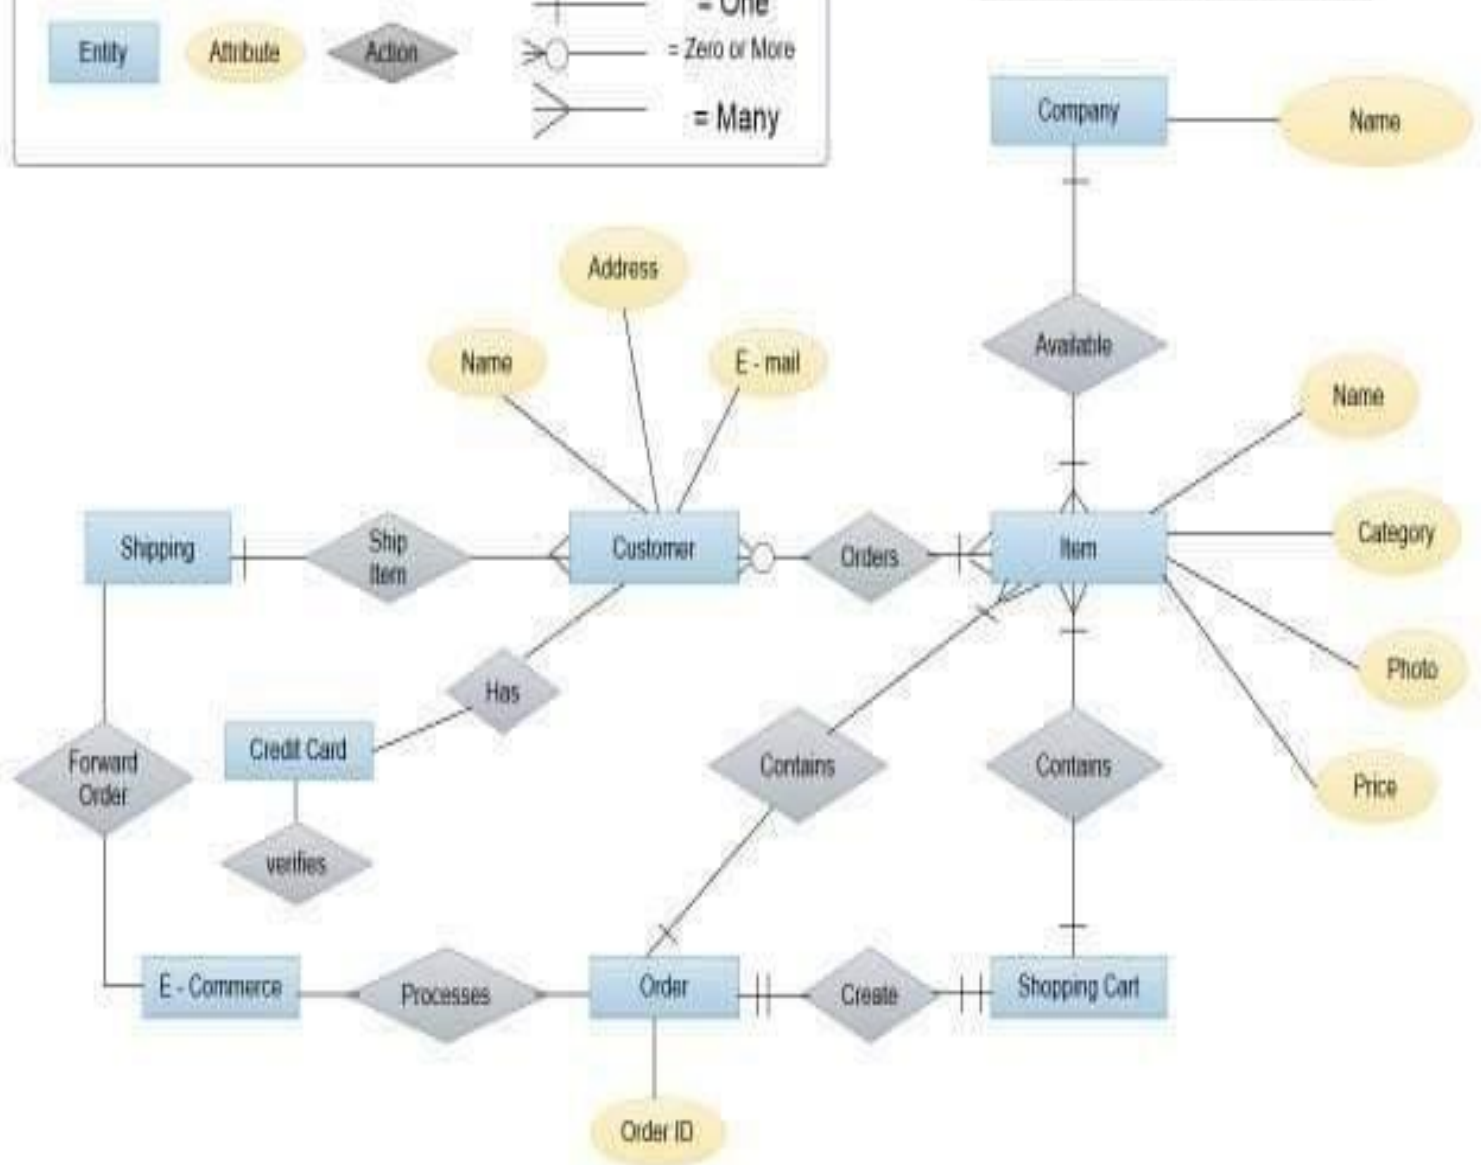 = One
Entity
Attribute
Action
= Zero or More
= Many
Company
Name
Address
Name
E - mail
Available
Name
Shipping
Ship
Item
Customer
Orders
Item
Category
Has
Photo
Credit Card
Forward
Order
Contains
Contains
Price
verifies
E - Commerce
Processes
Order
Create
Shopping Cart
Order ID